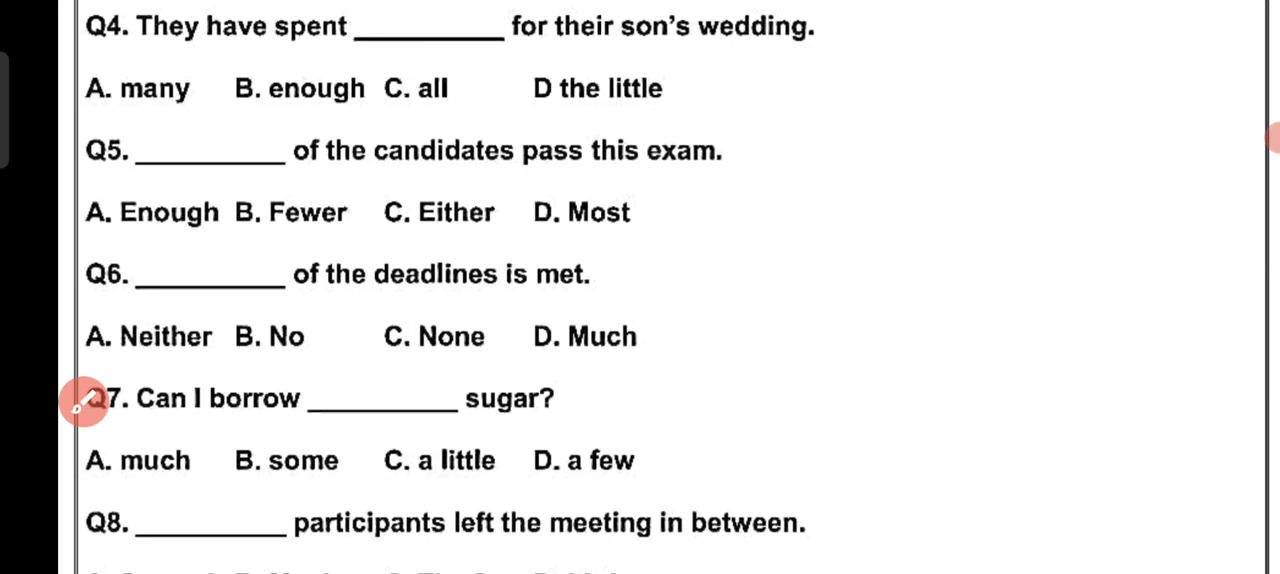 Q4. They have spent __________ for their son's wedding.
A. many B. enough C. all D the little
Q5. __________ of the candidates pass this exam.
A. Enough B. Fewer C. Either D. Most
Q6. __________ of the deadlines is met.
A. Neither B. No C. None D. Much
Q7. Can I borrow __________ sugar?
A. much B. some C. a little D. a few
Q8. __________ participants left the meeting in between.